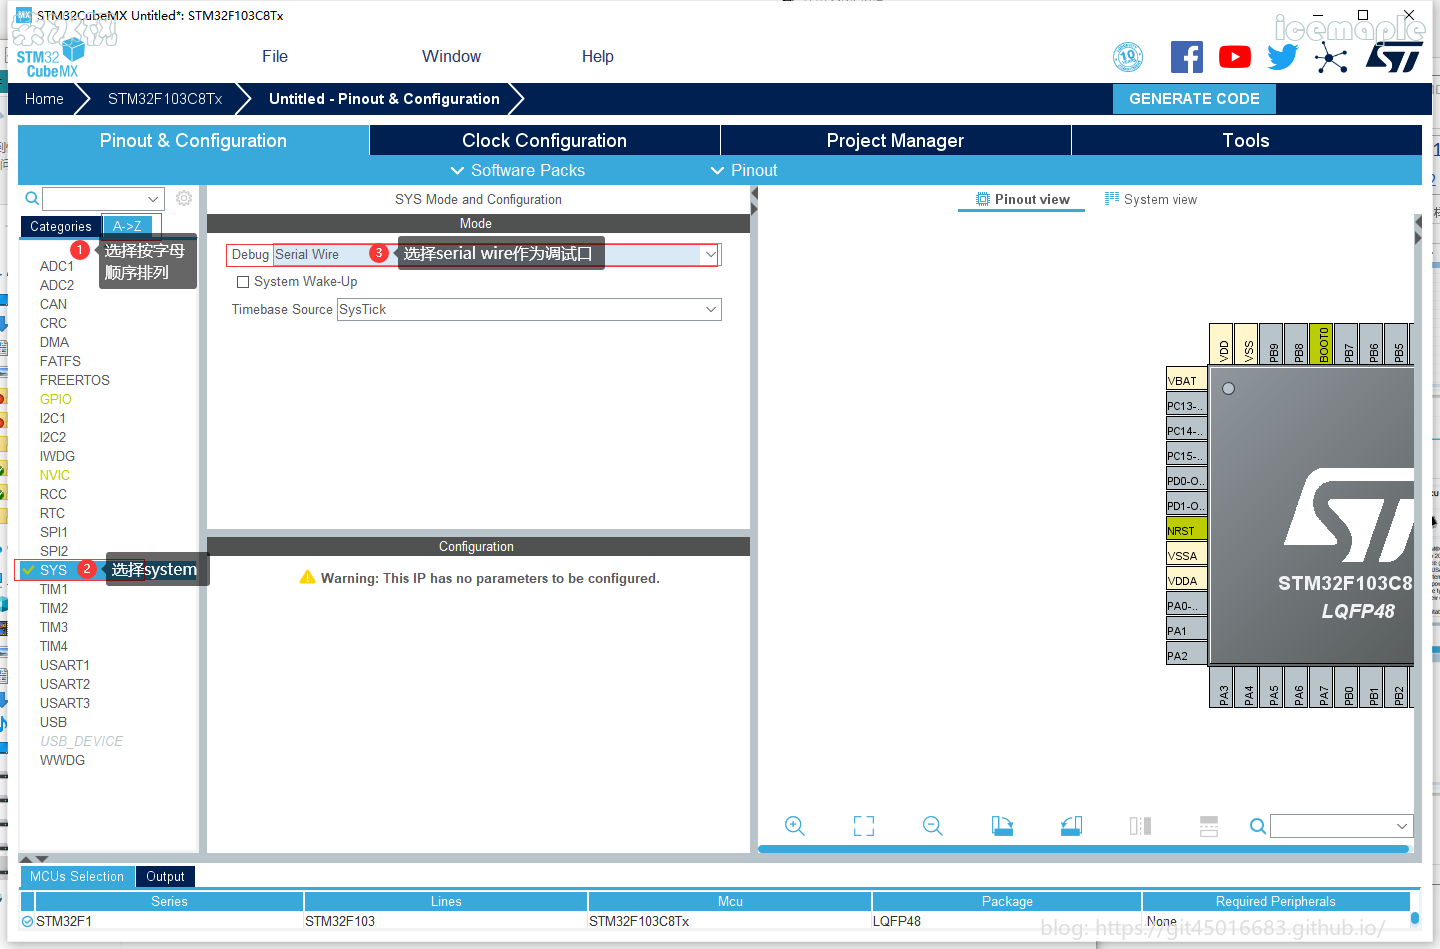 STM32CubeMX Untitled*: STM32F103C8Tx
icemaple
MX
STM32
CubeMX
File
Window
Help
10
ST
Home
STM32F103C8Tx
Untitled - Pinout & Configuration
GENERATE CODE
Pinout & Configuration
Clock Configuration
Project Manager
Tools
Software Packs
Pinout
Categories
A->Z
1
选择按字母
顺序排列
ADC1
ADC2
CAN
CRC
DMA
FATFS
FREERTOS
GPIO
I2C1
I2C2
IWDG
NVIC
RCC
RTC
SPI1
SPI2
SYS
2
选择system
TIM1
TIM2
TIM3
TIM4
USART1
USART2
USART3
USB
USB_DEVICE
WWDG
SYS Mode and Configuration
Mode
Debug Serial Wire
3
选择serial wire作为调试口
System Wake-Up
Timebase Source SysTick
Configuration
Warning: This IP has no parameters to be configured.
Pinout view
System view
VDD
VSS
PB9
PB8
BOOT0
PB7
PB6
PB5
VBAT
PC13-..
PC14-..
PC15-..
PD0-O..
PD1-O..
NRST
VSSA
VDDA
PA0-..
PA1
PA2
ST
STM32F103C8
LQFP48
PA3
PA4
PA5
PA6
PA7
PB0
PB1
PB2
MCUs Selection
Output
Series
Lines
Mcu
Package
Required Peripherals
STM32F1
STM32F103
STM32F103C8Tx
LQFP48
None
blog: https://git45016683.github.io/